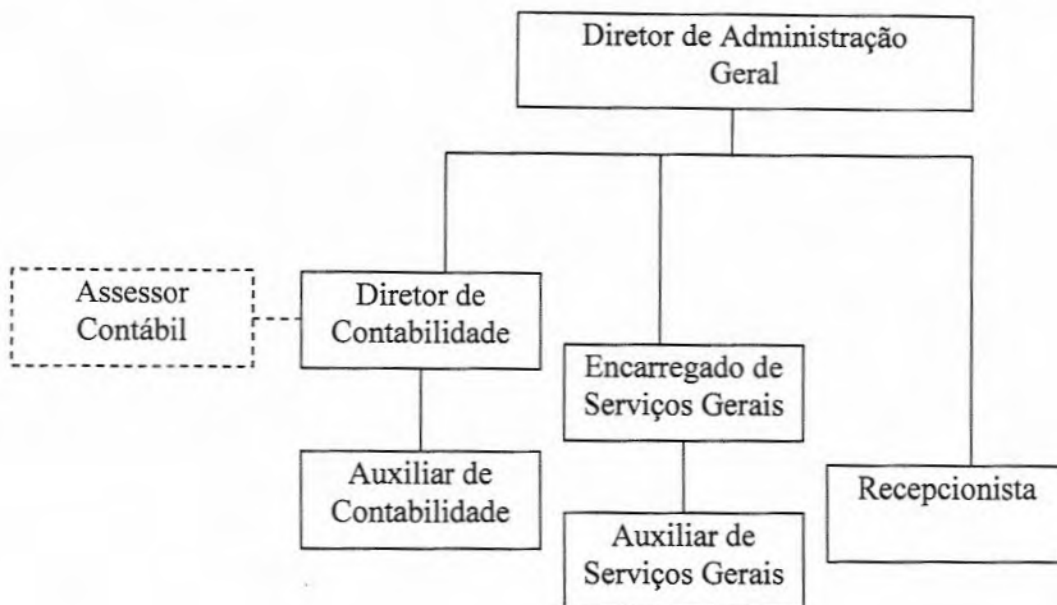 Diretor de Administração
Geral
Assessor
Contábil
Diretor de
Contabilidade
Encarregado de
Serviços Gerais
Auxiliar de
Contabilidade
Recepcionista
Auxiliar de
Serviços Gerais